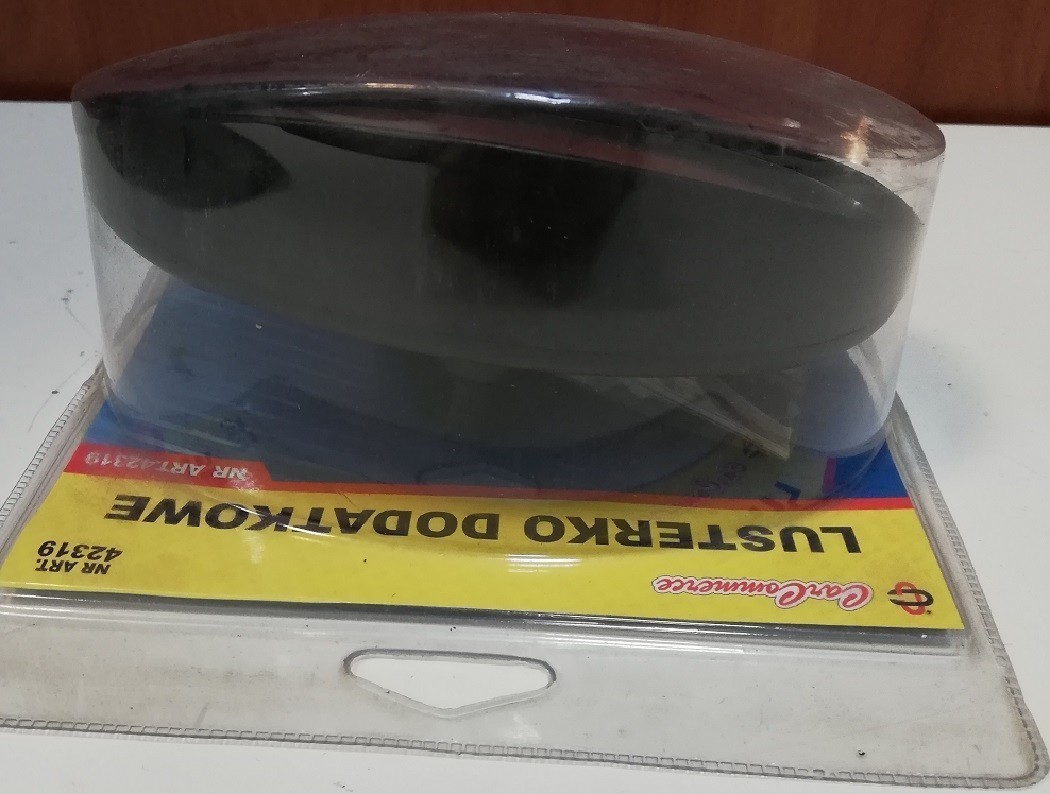 CarCommerce
NR ART.
42319
LUSTERKO DODATKOWE
NR ART.42319